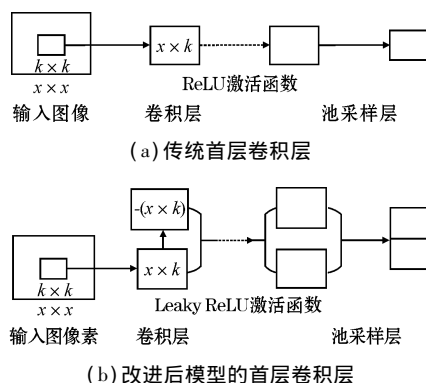 k×k
x×x
x×k
ReLU激活函数
输入图像
卷积层
池采样层
(a)传统首层卷积层
-(x×k)
k×k
x×x
x×k
Leaky ReLU激活函数
输入图像素
卷积层
池采样层
(b)改进后模型的首层卷积层